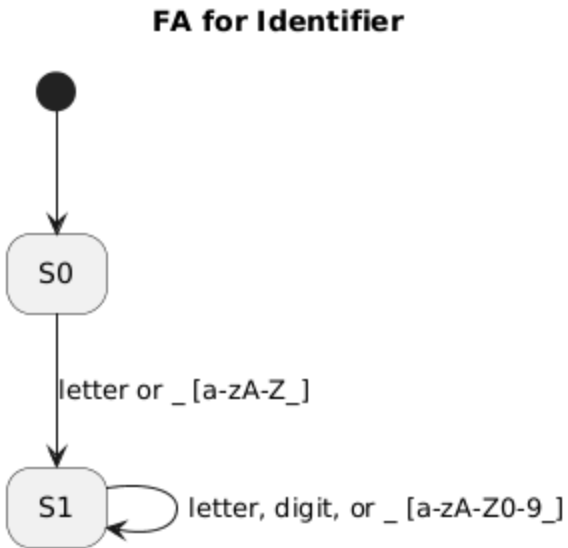 FA for Identifier
S0
letter or _ [a-zA-Z_]
S1
letter, digit, or _ [a-zA-Z0-9_]